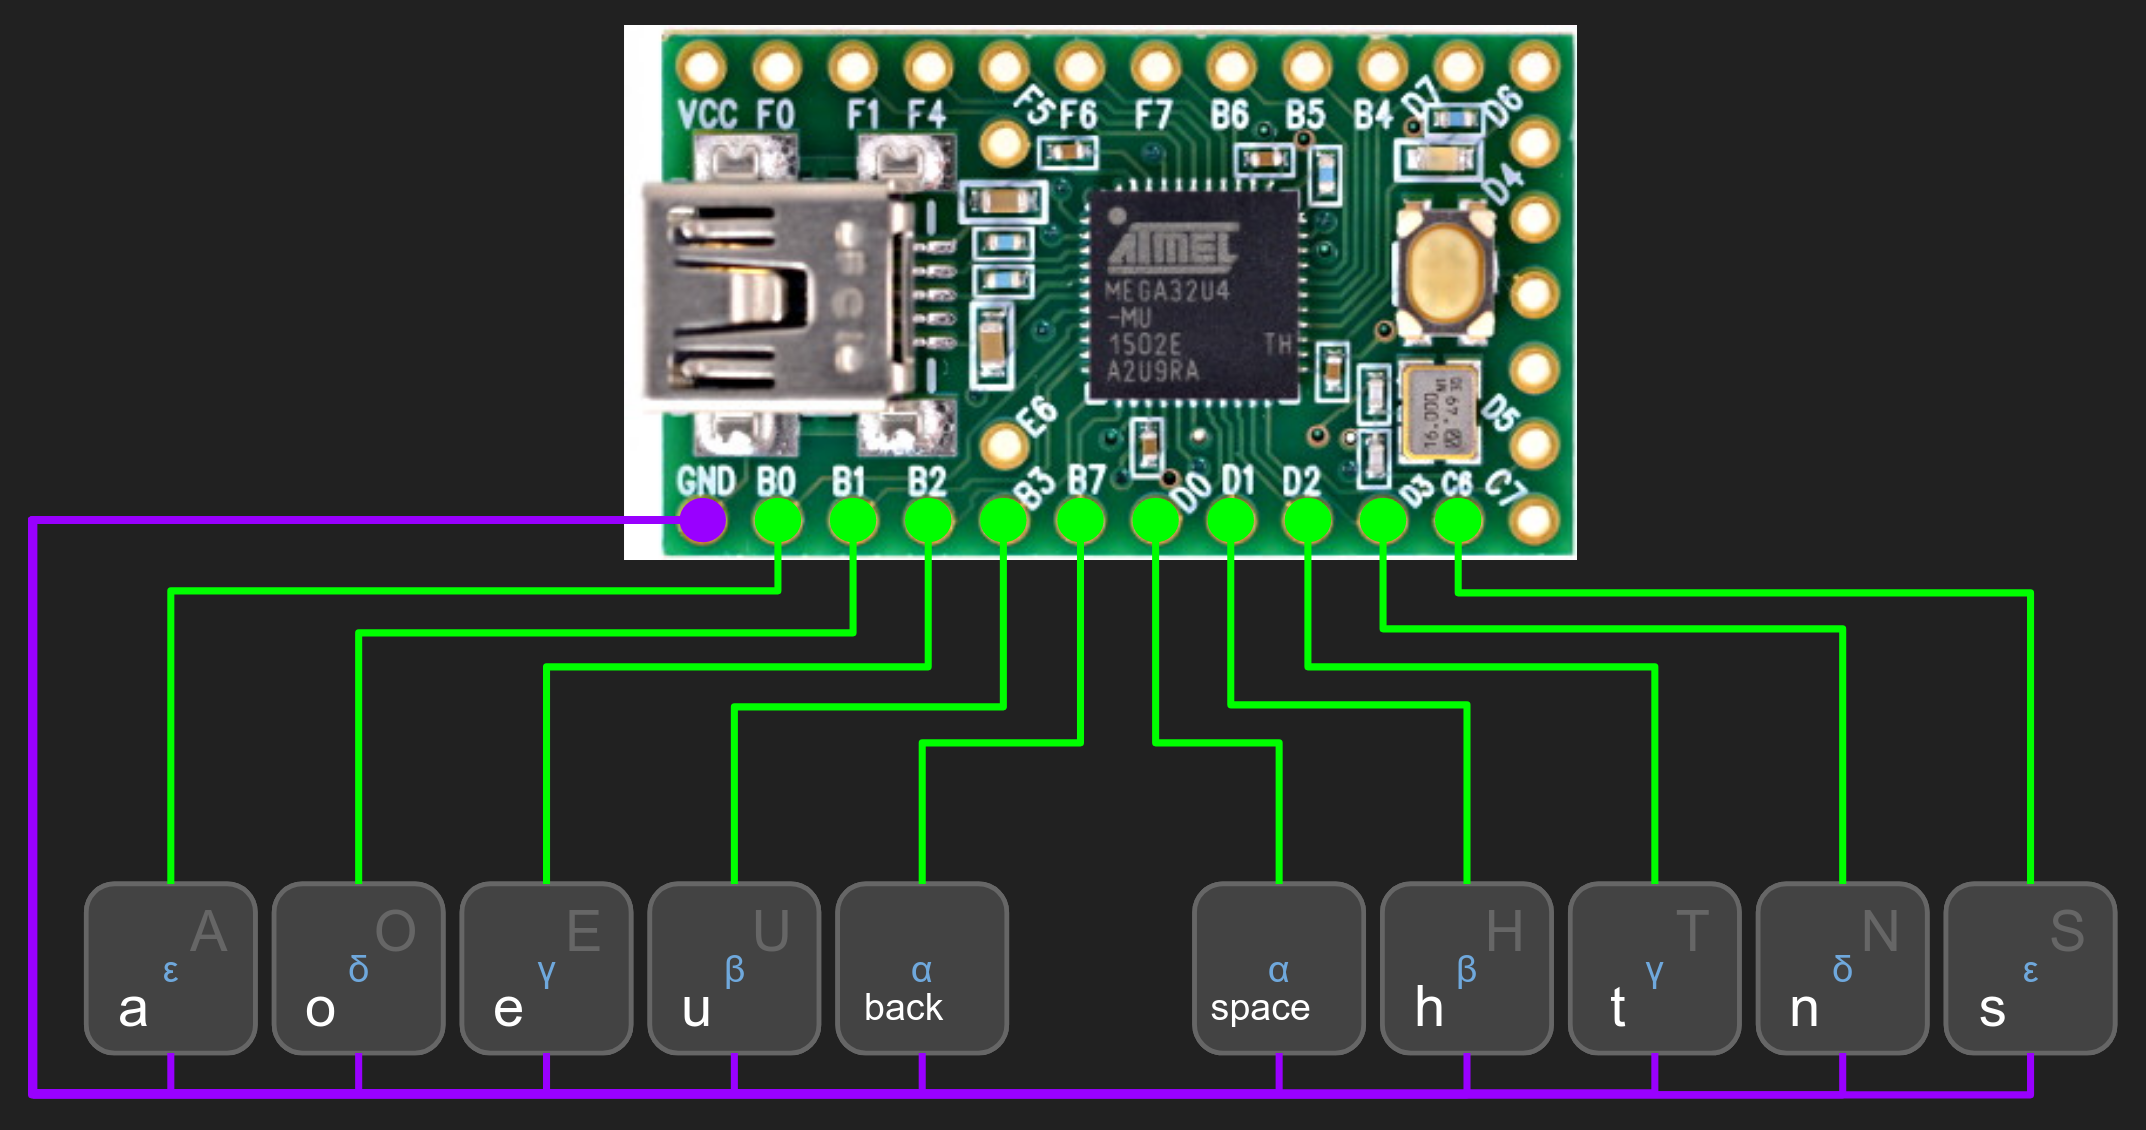 VCC F0 F1 F4 F5 F6 F7 B6 B5 B4 D7 D6
D4
ATMEL
MEGA32U4
-MU
1502E TH
A2U9RA
16.000
E6 D5
GND B0 B1 B2 B3 B7 D0 D1 D2 D3 C6 C7
A O E U H T N S
ε δ γ β α α β γ δ ε
a o e u back space h t n s